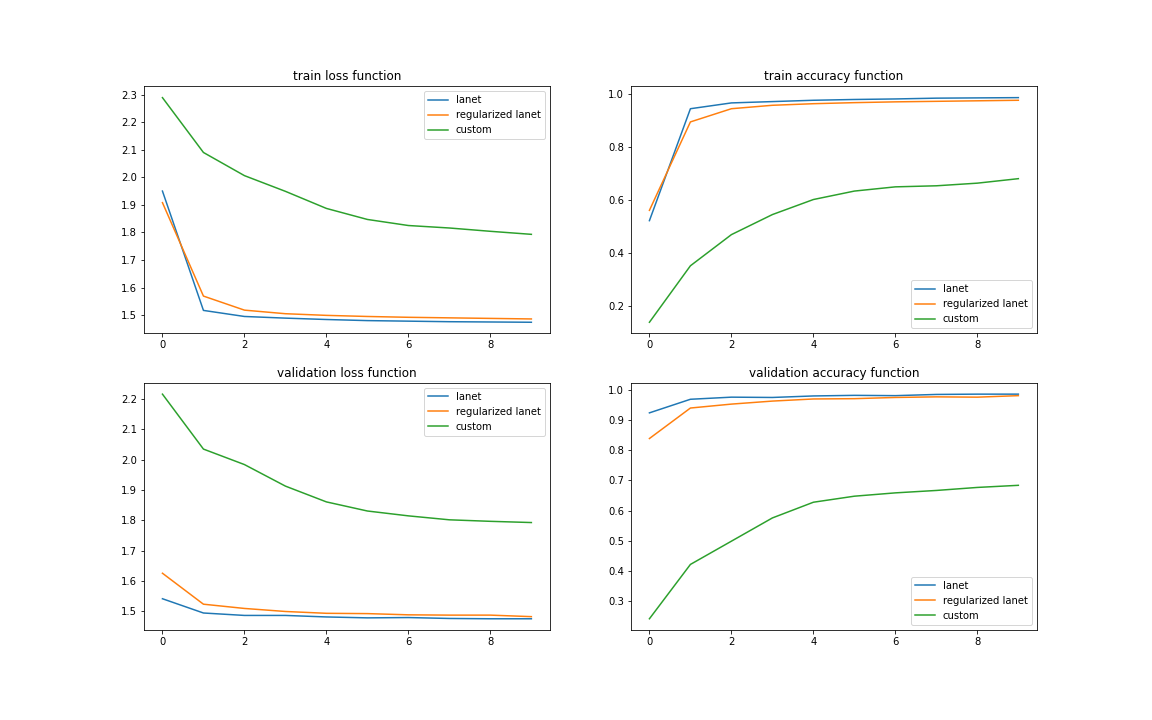 train loss function
2.3
2.2
2.1
2.0
1.9
1.8
1.7
1.6
1.5
0 2 4 6 8
lanet
regularized lanet
custom
train accuracy function
1.0
0.8
0.6
0.4
0.2
0 2 4 6 8
lanet
regularized lanet
custom
validation loss function
2.2
2.1
2.0
1.9
1.8
1.7
1.6
1.5
0 2 4 6 8
lanet
regularized lanet
custom
validation accuracy function
1.0
0.9
0.8
0.7
0.6
0.5
0.4
0.3
0 2 4 6 8
lanet
regularized lanet
custom